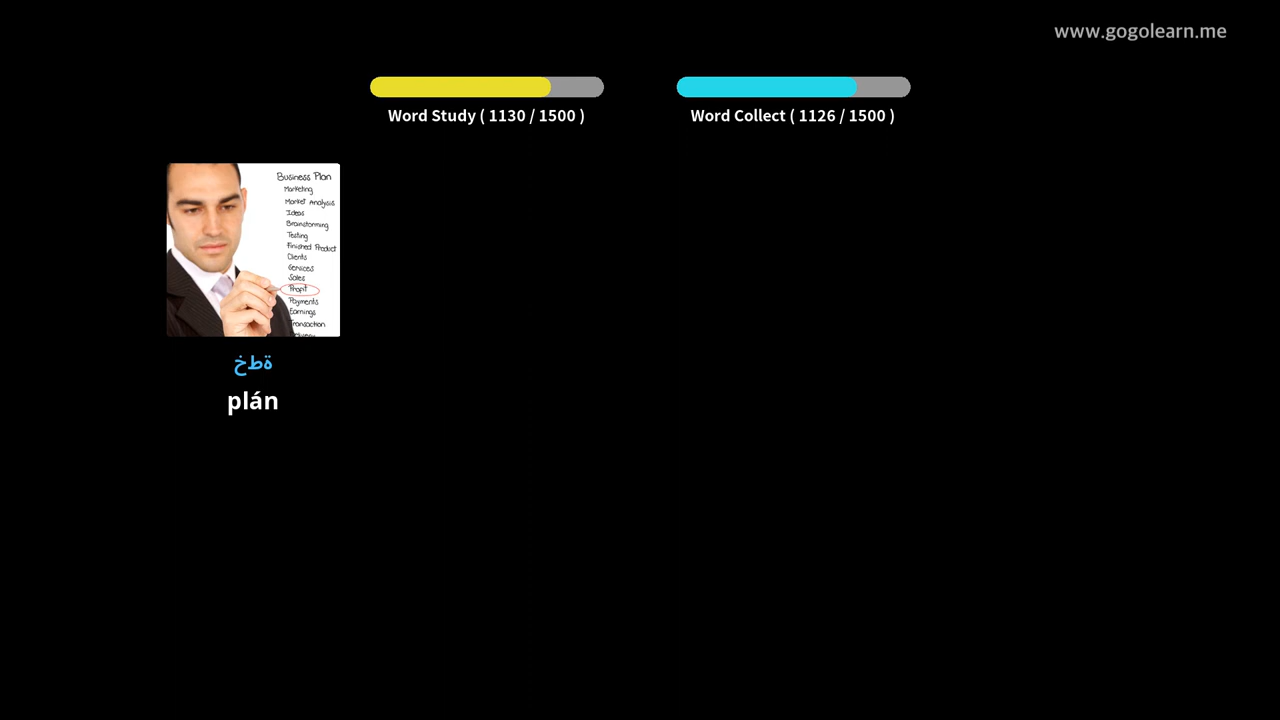 www.gogolearn.me
Word Study ( 1130 / 1500 )
Word Collect ( 1126 / 1500 )
Business Plan
Marketing
Market Analysis
Ideas
Brainstorming
Testing
Finished Product
Clients
Services
Sales
Profit
Payments
Earnings
Transaction
ةطخ
plán